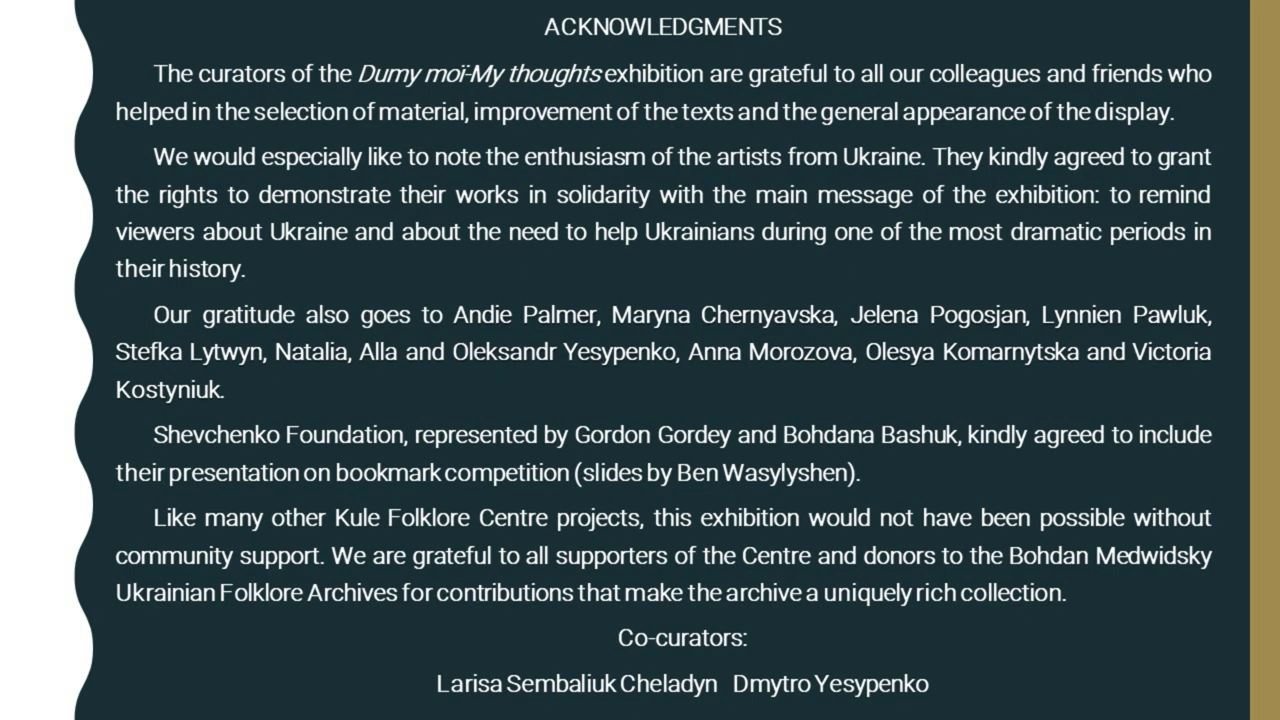 ACKNOWLEDGMENTS
The curators of the Dumy moï-My thoughts exhibition are grateful to all our colleagues and friends who
helped in the selection of material, improvement of the texts and the general appearance of the display.
We would especially like to note the enthusiasm of the artists from Ukraine. They kindly agreed to grant
the rights to demonstrate their works in solidarity with the main message of the exhibition: to remind
viewers about Ukraine and about the need to help Ukrainians during one of the most dramatic periods in
their history.
Our gratitude also goes to Andie Palmer, Maryna Chernyavska, Jelena Pogosjan, Lynnien Pawluk,
Stefka Lytwyn, Natalia, Alla and Oleksandr Yesypenko, Anna Morozova, Olesya Komarnytska and Victoria
Kostyniuk.
Shevchenko Foundation, represented by Gordon Gordey and Bohdana Bashuk, kindly agreed to include
their presentation on bookmark competition (slides by Ben Wasylyshen).
Like many other Kule Folklore Centre projects, this exhibition would not have been possible without
community support. We are grateful to all supporters of the Centre and donors to the Bohdan Medwidsky
Ukrainian Folklore Archives for contributions that make the archive a uniquely rich collection.
Co-curators:
Larisa Sembaliuk Cheladyn Dmytro Yesypenko